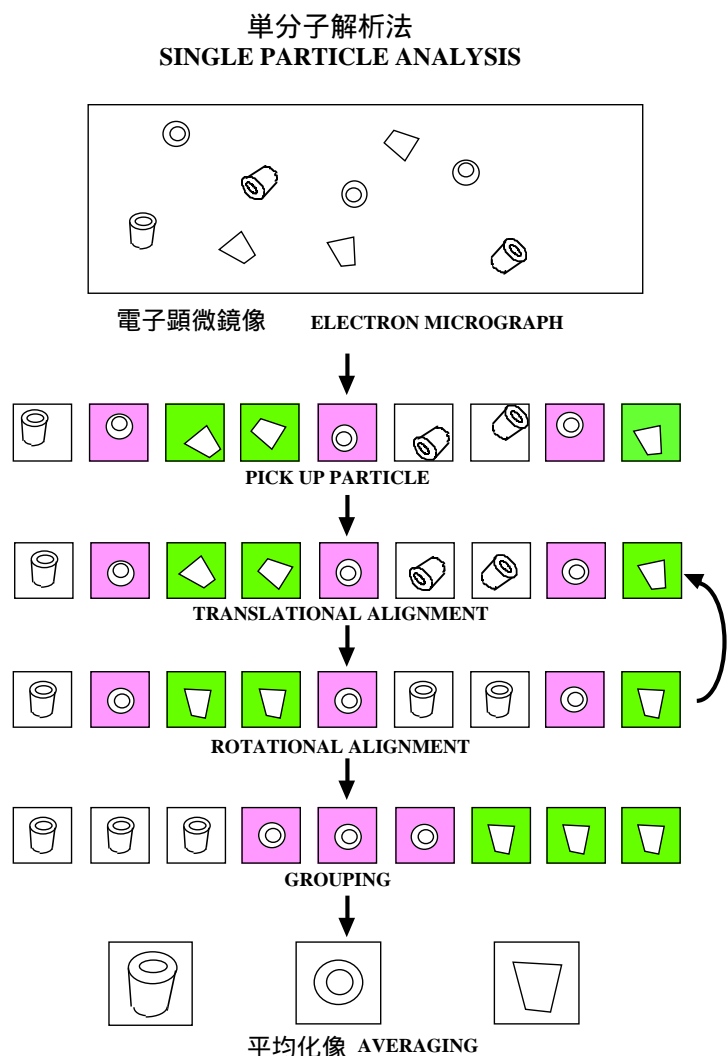 単分子解析法
SINGLE PARTICLE ANALYSIS
電子顕微鏡像 ELECTRON MICROGRAPH
PICK UP PARTICLE
TRANSLATIONAL ALIGNMENT
ROTATIONAL ALIGNMENT
GROUPING
平均化像 AVERAGING